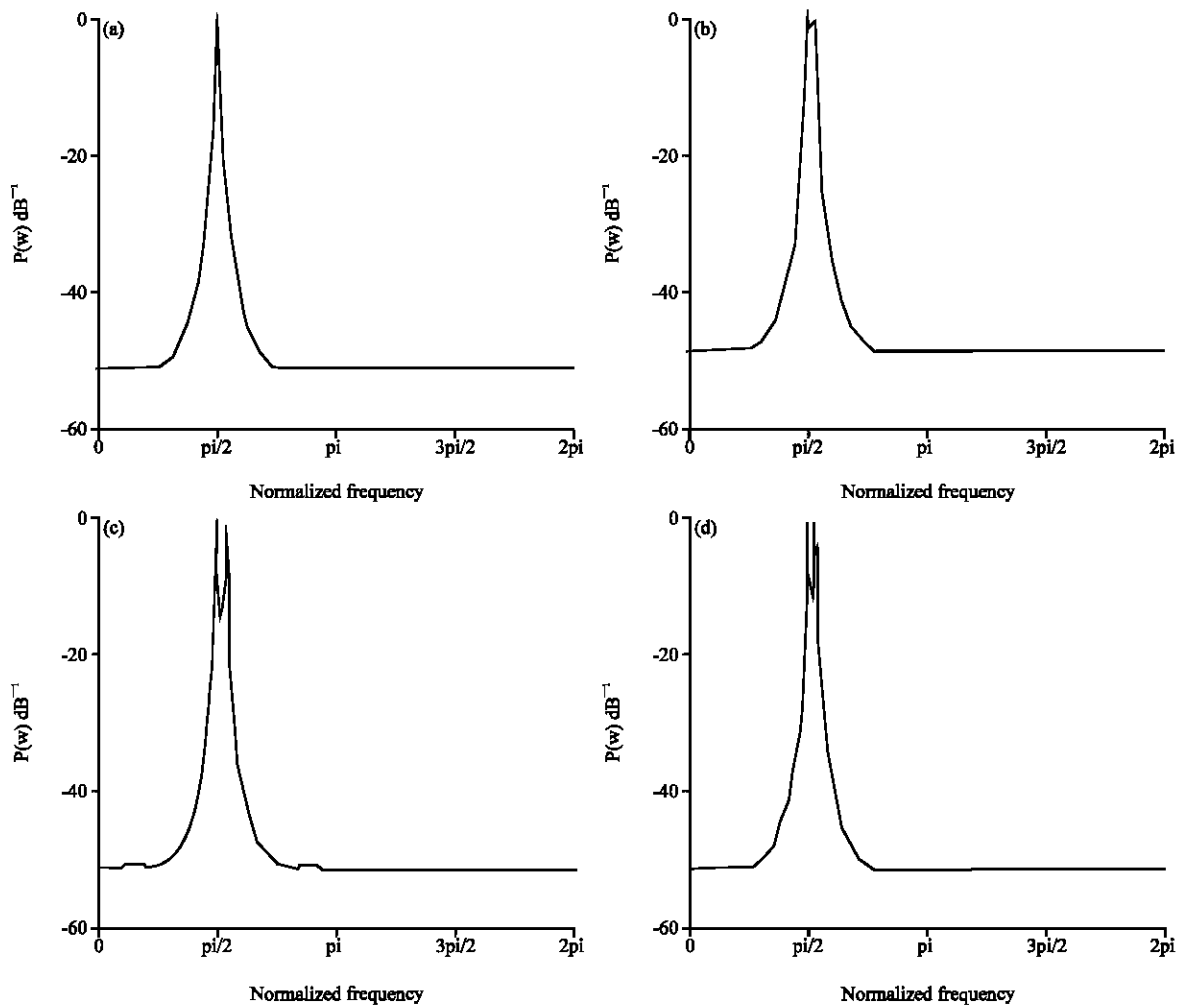 (a)
0
-20
-40
-60
P(w) dB⁻¹
0 pi/2 pi 3pi/2 2pi
Normalized frequency
(b)
0
-20
-40
-60
P(w) dB⁻¹
0 pi/2 pi 3pi/2 2pi
Normalized frequency
(c)
0
-20
-40
-60
P(w) dB⁻¹
0 pi/2 pi 3pi/2 2pi
Normalized frequency
(d)
0
-20
-40
-60
P(w) dB⁻¹
0 pi/2 pi 3pi/2 2pi
Normalized frequency